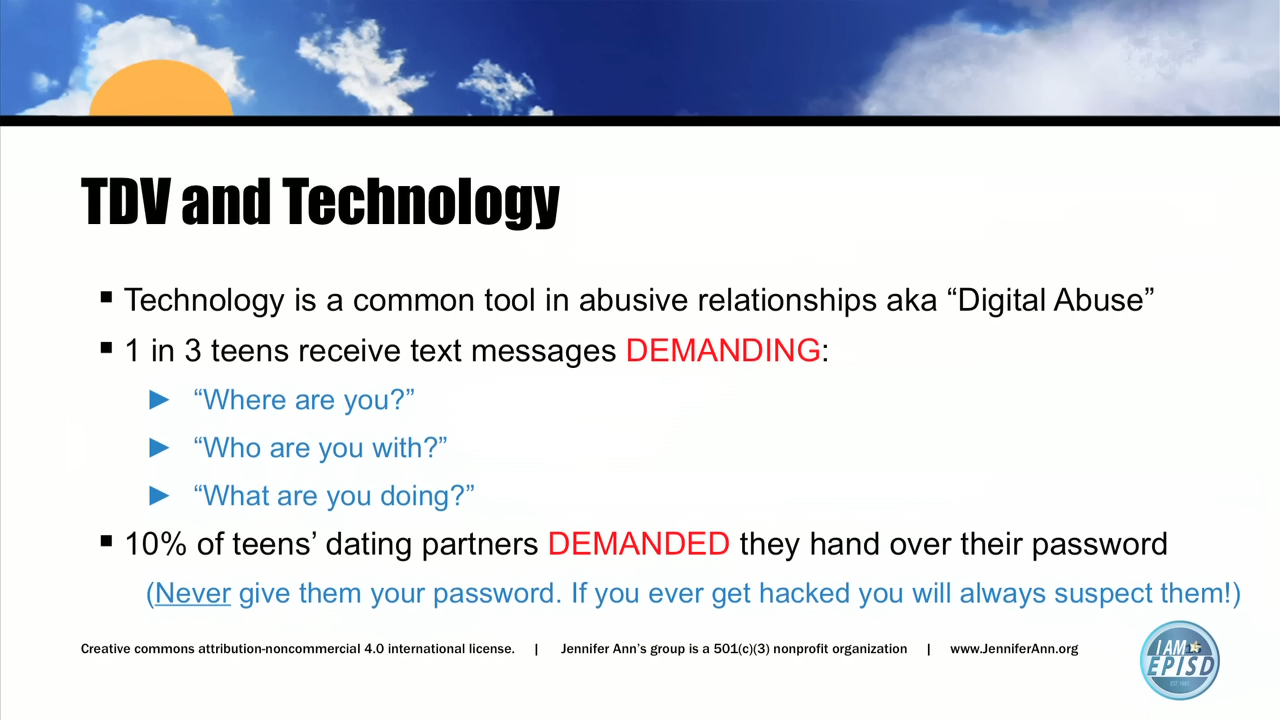 TDV and Technology
▪ Technology is a common tool in abusive relationships aka “Digital Abuse”
▪ 1 in 3 teens receive text messages DEMANDING:
► “Where are you?”
► “Who are you with?”
► “What are you doing?”
▪ 10% of teens’ dating partners DEMANDED they hand over their password
(Never give them your password. If you ever get hacked you will always suspect them!)
Creative commons attribution-noncommercial 4.0 international license. | Jennifer Ann’s group is a 501(c)(3) nonprofit organization | www.JenniferAnn.org
I AM
EPISD